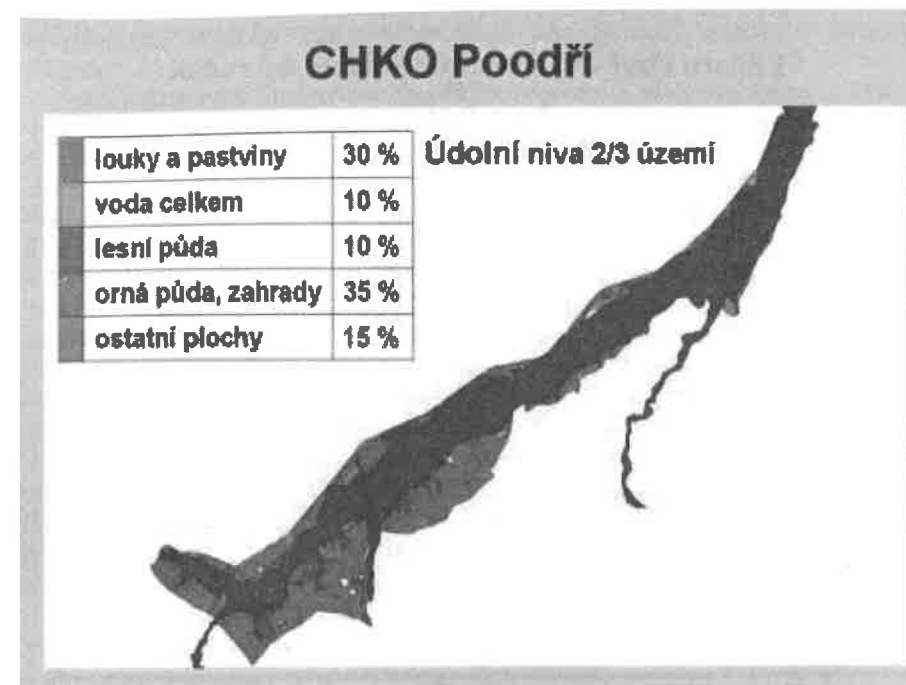 CHKO Poodří
louky a pastviny 30 % Údolní niva 2/3 území
voda celkem 10 %
lesní půda 10 %
orná půda, zahrady 35 %
ostatní plochy 15 %